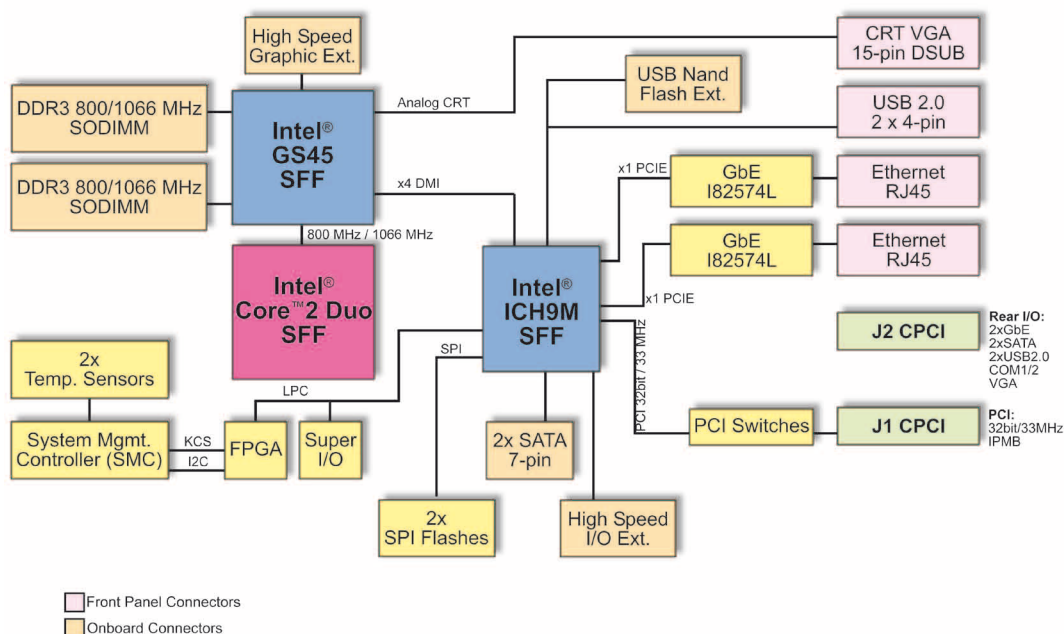 High Speed
Graphic Ext.
CRT VGA
15-pin DSUB
USB Nand
Flash Ext.
Analog CRT
DDR3 800/1066 MHz
SODIMM
Intel®
GS45
SFF
USB 2.0
2 x 4-pin
DDR3 800/1066 MHz
SODIMM
x4 DMI
x1 PCIE
GbE
I82574L
Ethernet
RJ45
800 MHz / 1066 MHz
GbE
I82574L
Ethernet
RJ45
Intel®
Core™2 Duo
SFF
Intel®
ICH9M
SFF
x1 PCIE
J2 CPCI
Rear I/O:
2xGbE
2xSATA
2xUSB2.0
COM1/2
VGA
2x
Temp. Sensors
SPI
LPC
PCI 32bit / 33 MHz
System Mgmt.
Controller (SMC)
KCS
I2C
FPGA
Super
I/O
2x SATA
7-pin
PCI Switches
J1 CPCI
PCI:
32bit/33MHz
IPMB
2x
SPI Flashes
High Speed
I/O Ext.
Front Panel Connectors
Onboard Connectors